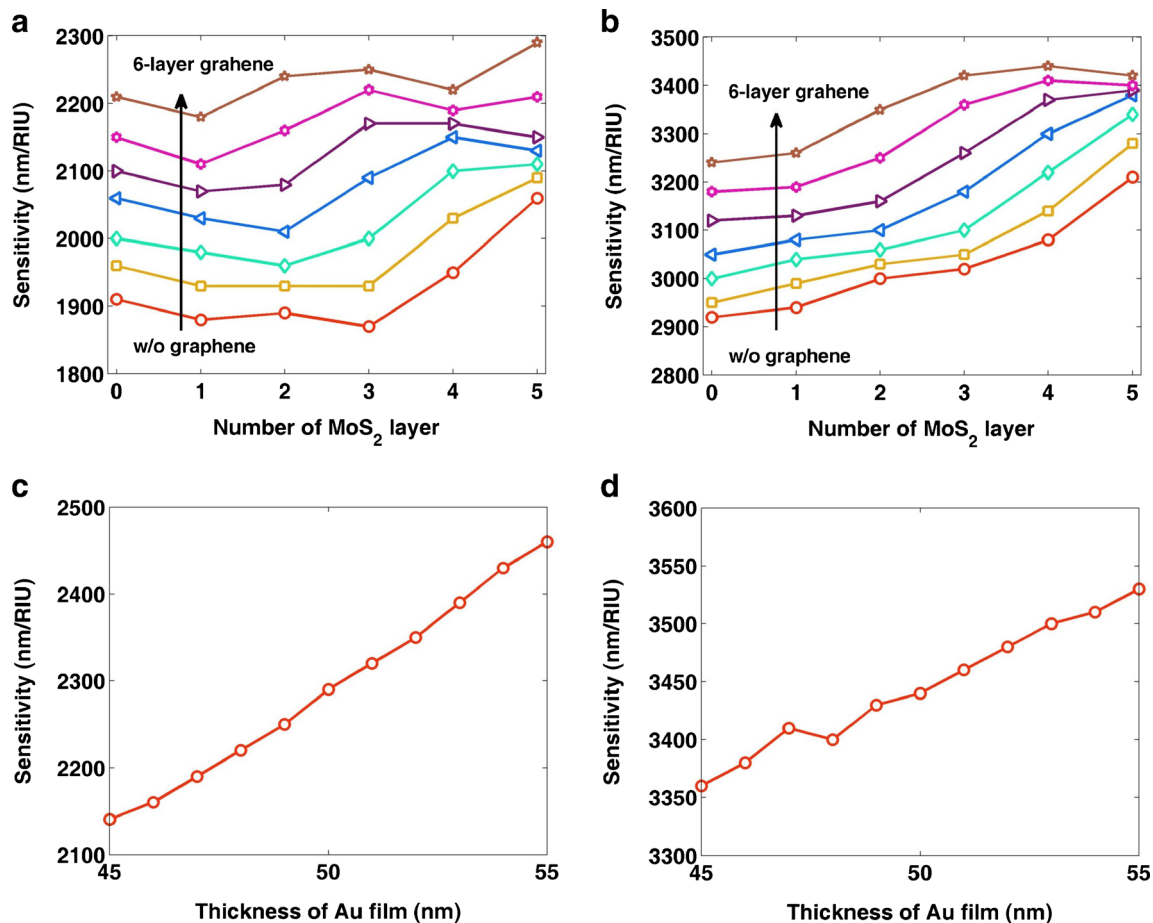 a
2300
2200
2100
2000
1900
1800
Sensitivity (nm/RIU)
6-layer grahene
w/o graphene
0 1 2 3 4 5
Number of MoS₂ layer
b
3500
3400
3300
3200
3100
3000
2900
2800
Sensitivity (nm/RIU)
6-layer grahene
w/o graphene
0 1 2 3 4 5
Number of MoS₂ layer
c
2500
2400
2300
2200
2100
Sensitivity (nm/RIU)
45 50 55
Thickness of Au film (nm)
d
3600
3550
3500
3450
3400
3350
3300
Sensitivity (nm/RIU)
45 50 55
Thickness of Au film (nm)